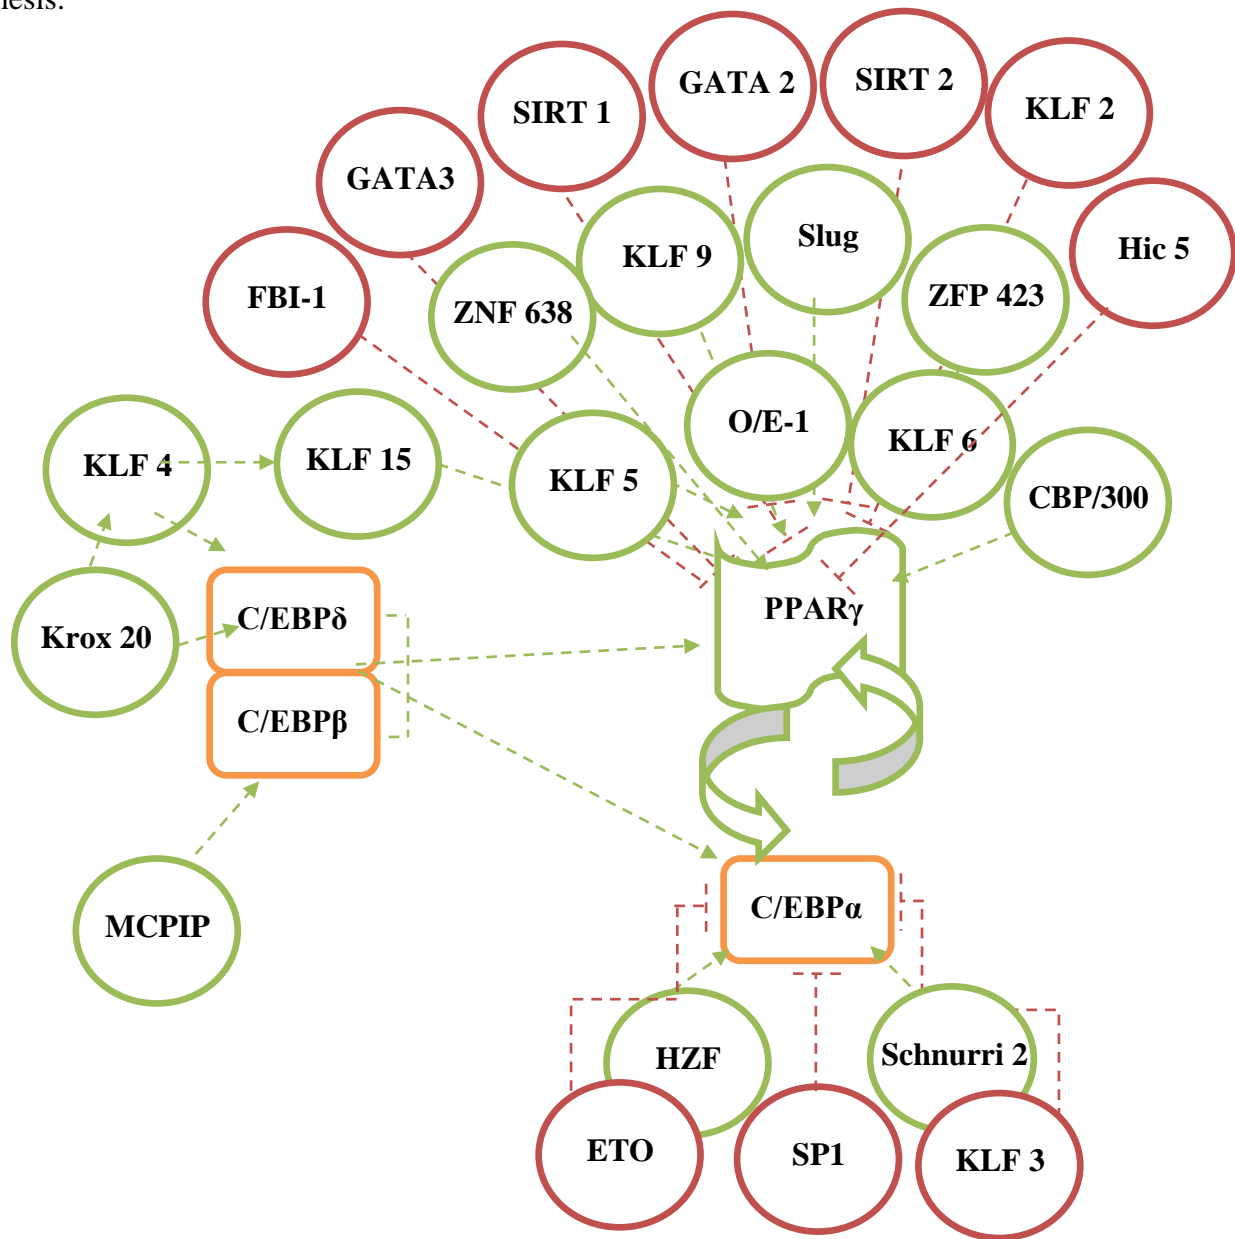 nesis.
GATA 2
SIRT 2
SIRT 1
KLF 2
GATA3
Slug
Hic 5
KLF 9
FBI-1
ZNF 638
ZFP 423
O/E-1
KLF 4
KLF 15
KLF 5
KLF 6
CBP/300
C/EBPδ
PPARγ
Krox 20
C/EBPβ
C/EBPα
MCPIP
HZF
Schnurri 2
ETO
SP1
KLF 3